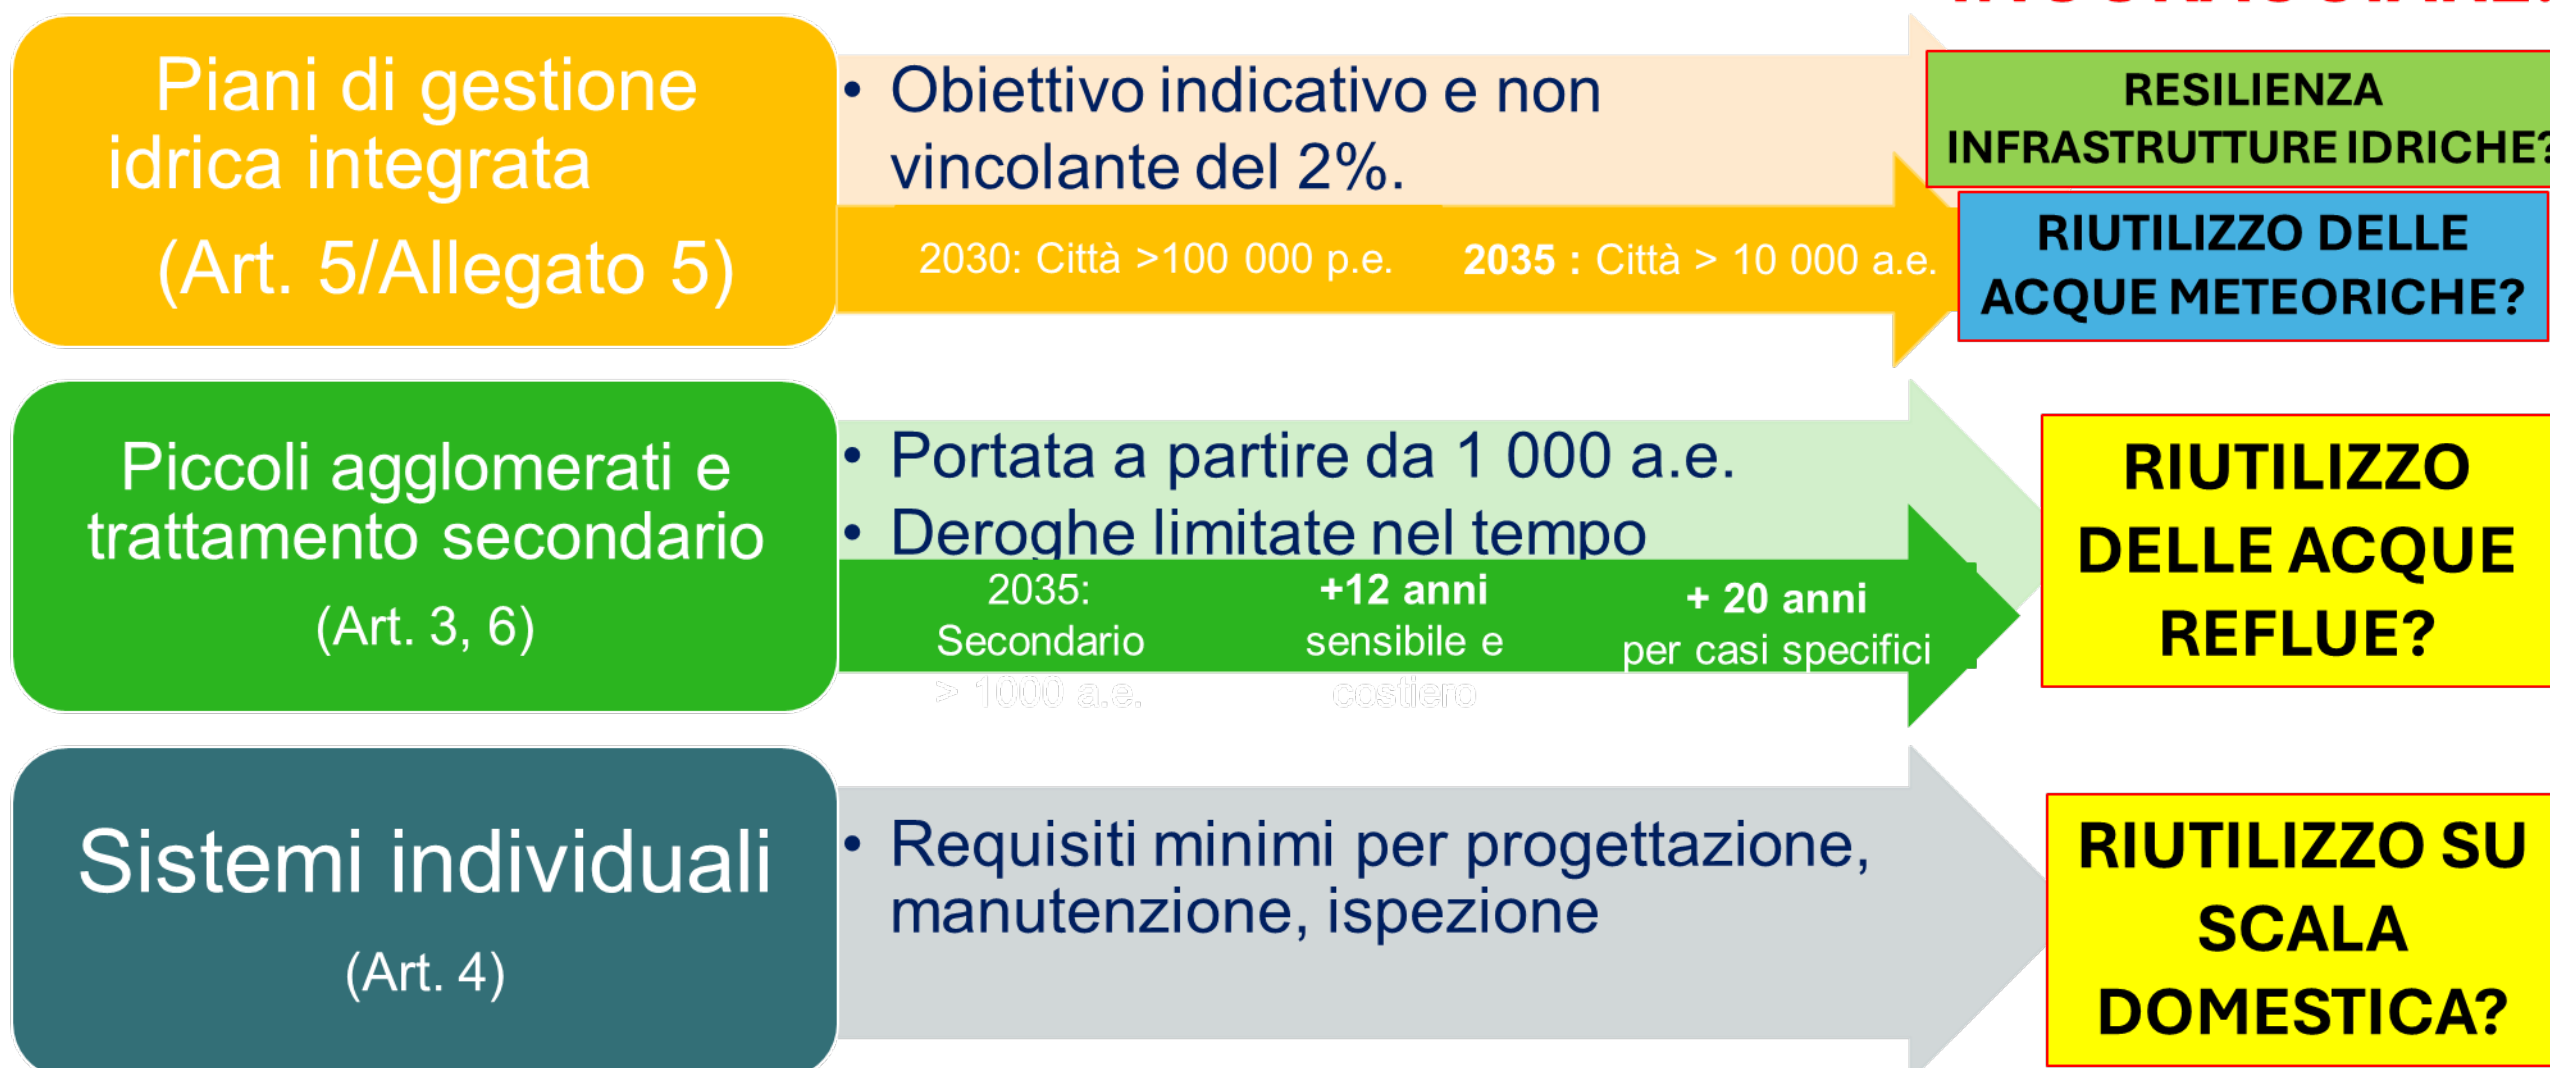 Piani di gestione
idrica integrata
(Art. 5/Allegato 5)
• Obiettivo indicativo e non
vincolante del 2%.
2030: Città >100 000 p.e.
2035 : Città > 10 000 a.e.
RESILIENZA
INFRASTRUTTURE IDRICHE?
RIUTILIZZO DELLE
ACQUE METEORICHE?
Piccoli agglomerati e
trattamento secondario
(Art. 3, 6)
• Portata a partire da 1 000 a.e.
• Deroghe limitate nel tempo
2035:
Secondario
> 1000 a.e.
+12 anni
sensibile e
costiero
+ 20 anni
per casi specifici
RIUTILIZZO
DELLE ACQUE
REFLUE?
Sistemi individuali
(Art. 4)
• Requisiti minimi per progettazione,
manutenzione, ispezione
RIUTILIZZO SU
SCALA
DOMESTICA?